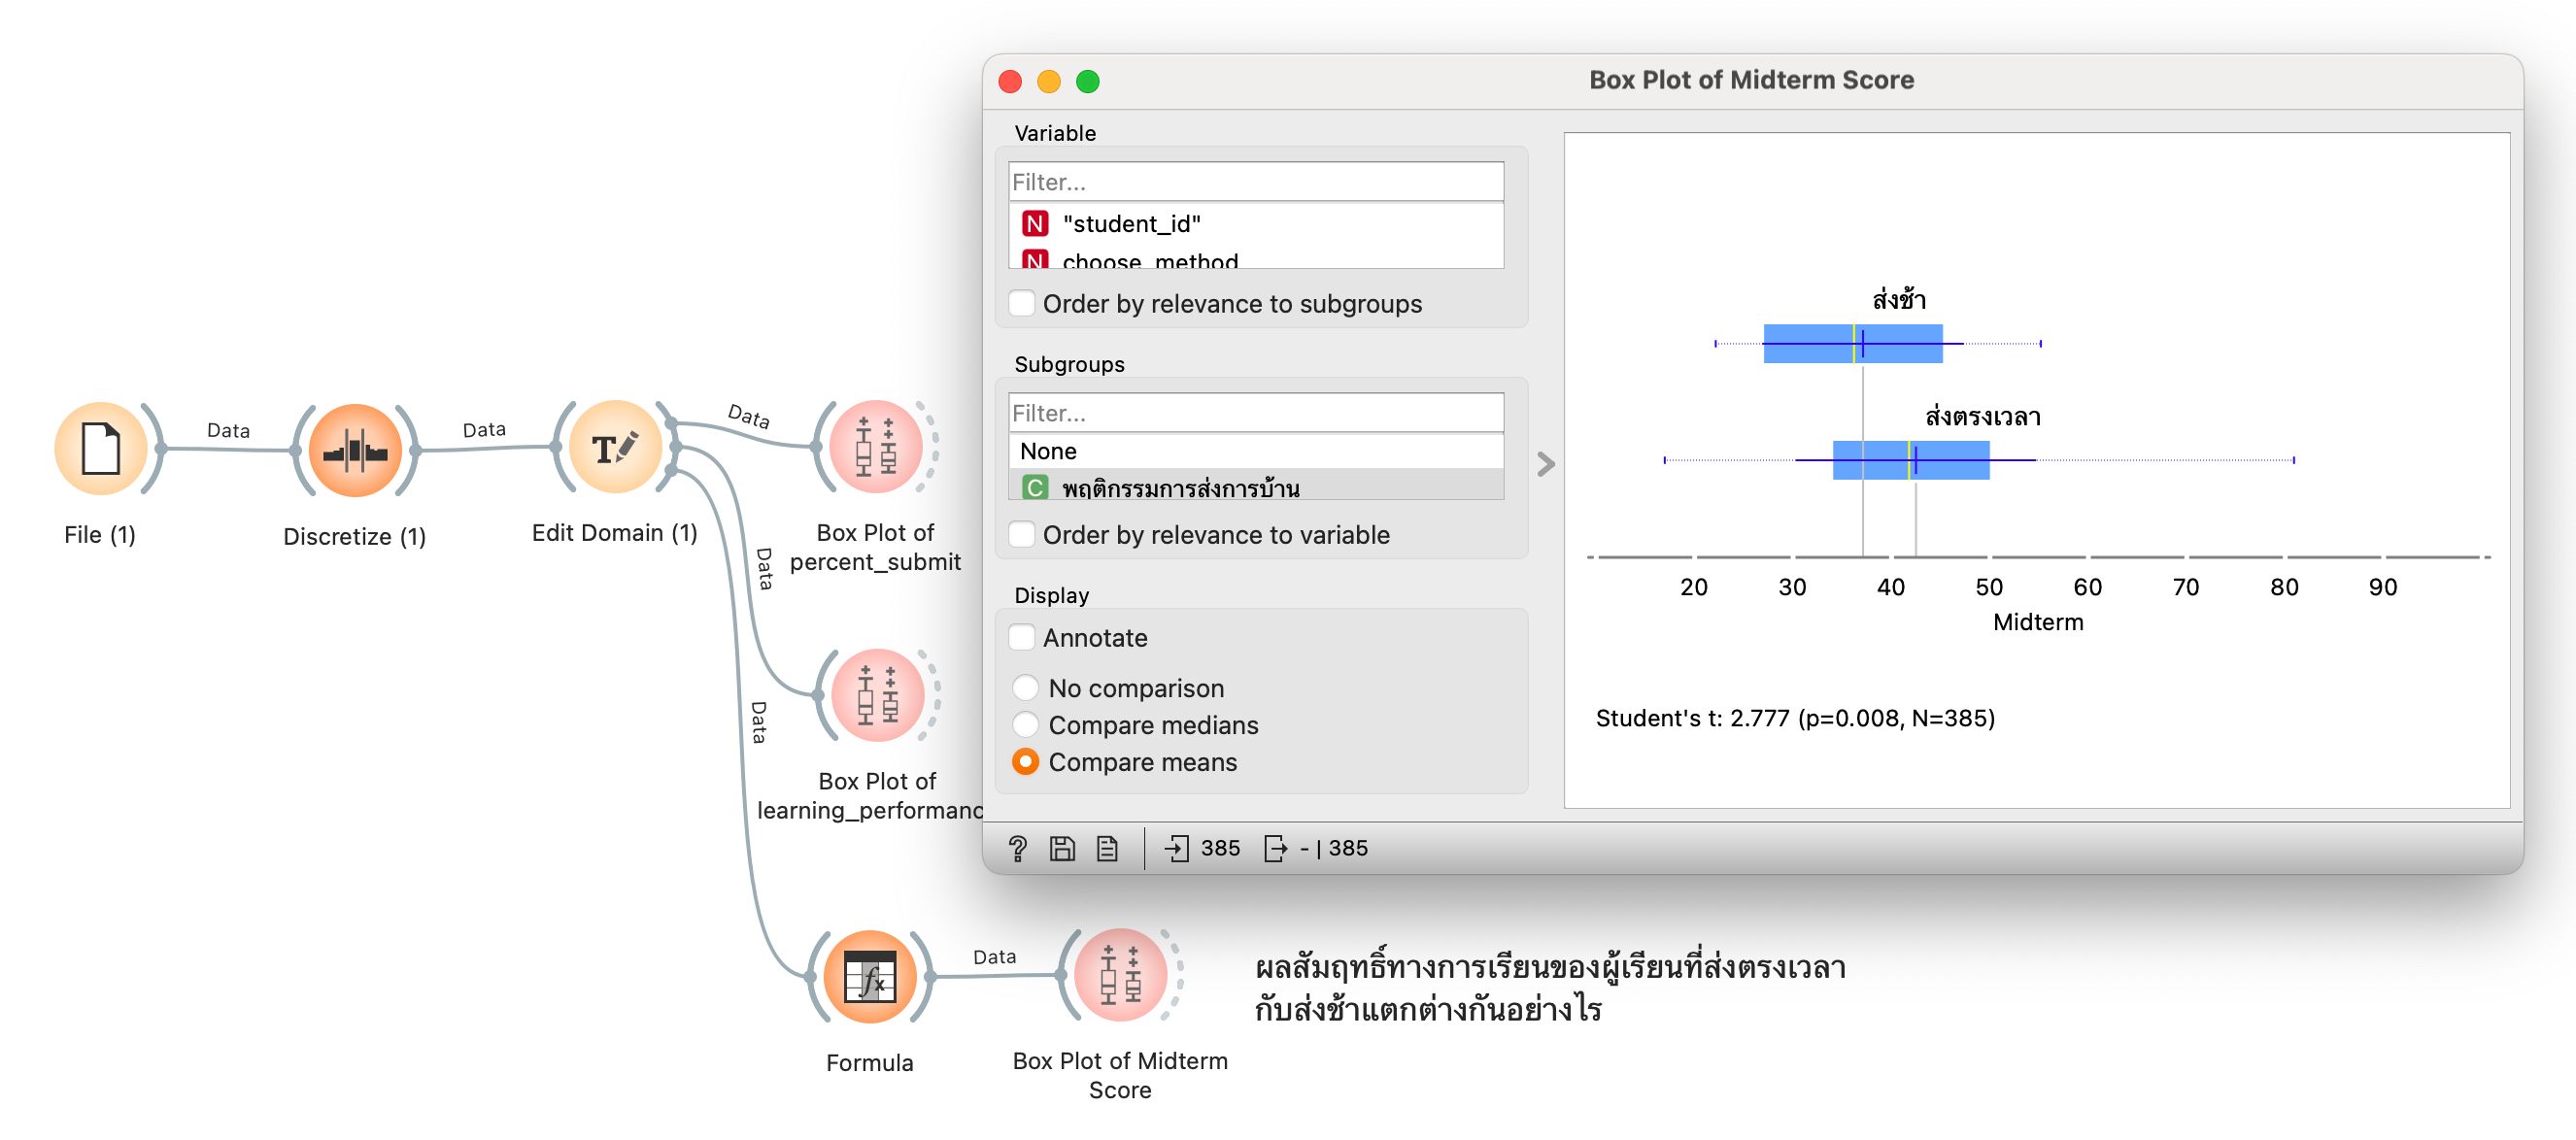 Box Plot of Midterm Score
Variable
Filter...
N "student_id"
N choose_method
Order by relevance to subgroups
Subgroups
Filter...
None
C พฤติกรรมการส่งการบ้าน
Order by relevance to variable
Display
Annotate
No comparison
Compare medians
Compare means
? 385 - | 385
ส่งช้า
ส่งตรงเวลา
20 30 40 50 60 70 80 90
Midterm
Student's t: 2.777 (p=0.008, N=385)
File (1)
Data
Discretize (1)
Data
Edit Domain (1)
Data
Box Plot of
percent_submit
Data
Box Plot of
learning_performanc
Data
Formula
Data
Box Plot of Midterm
Score
ผลสัมฤทธิ์ทางการเรียนของผู้เรียนที่ส่งตรงเวลา
กับส่งช้าแตกต่างกันอย่างไร